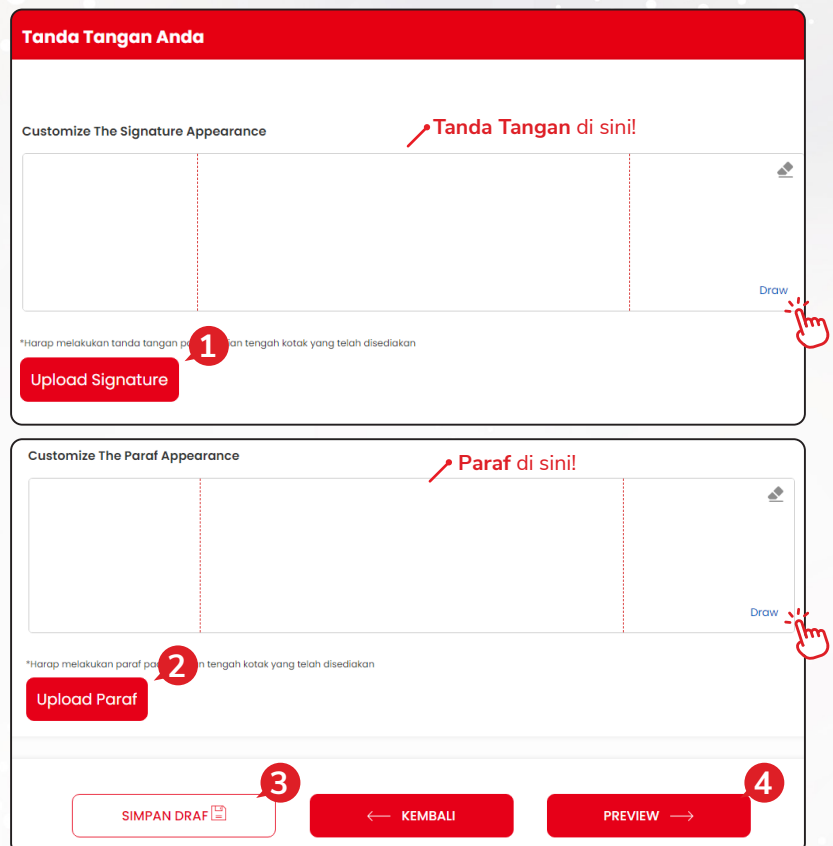 Tanda Tangan Anda
Customize The Signature Appearance
Tanda Tangan di sini!
Draw
*Harap melakukan tanda tangan tengah kotak yang telah disediakan
1
Upload Signature
Customize The Paraf Appearance
Paraf di sini!
Draw
*Harap melakukan paraf tengah kotak yang telah disediakan
2
Upload Paraf
3
4
SIMPAN DRAF
← KEMBALI
PREVIEW →